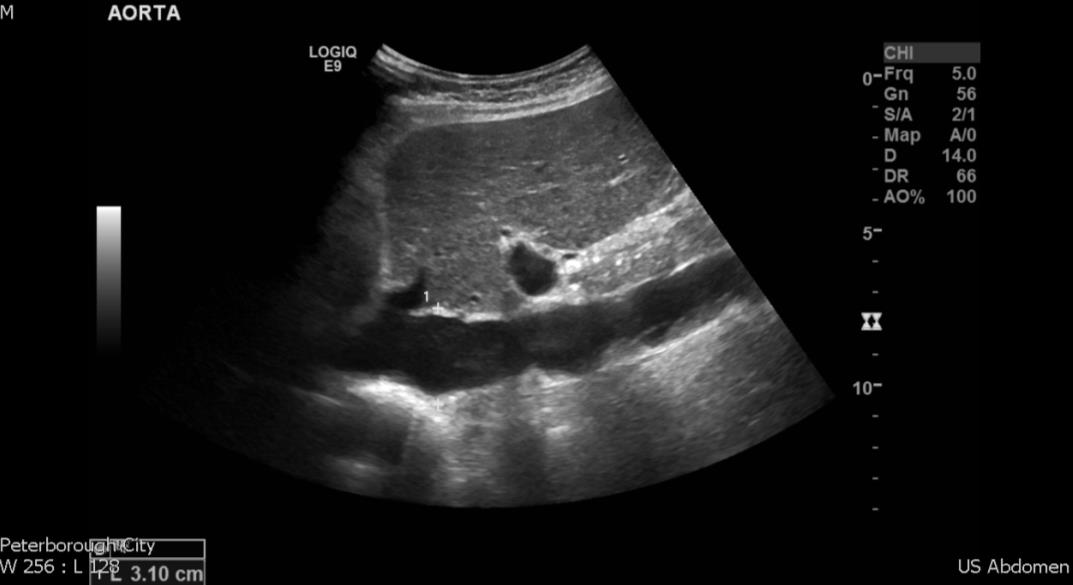 M
AORTA
LOGIQ
E9
CHI
Frq 5.0
Gn 56
S/A 2/1
Map A/0
D 14.0
DR 66
AO% 100
0
5
10
1
Peterborough City
W 256 : L 128
1 L 3.10 cm
US Abdomen